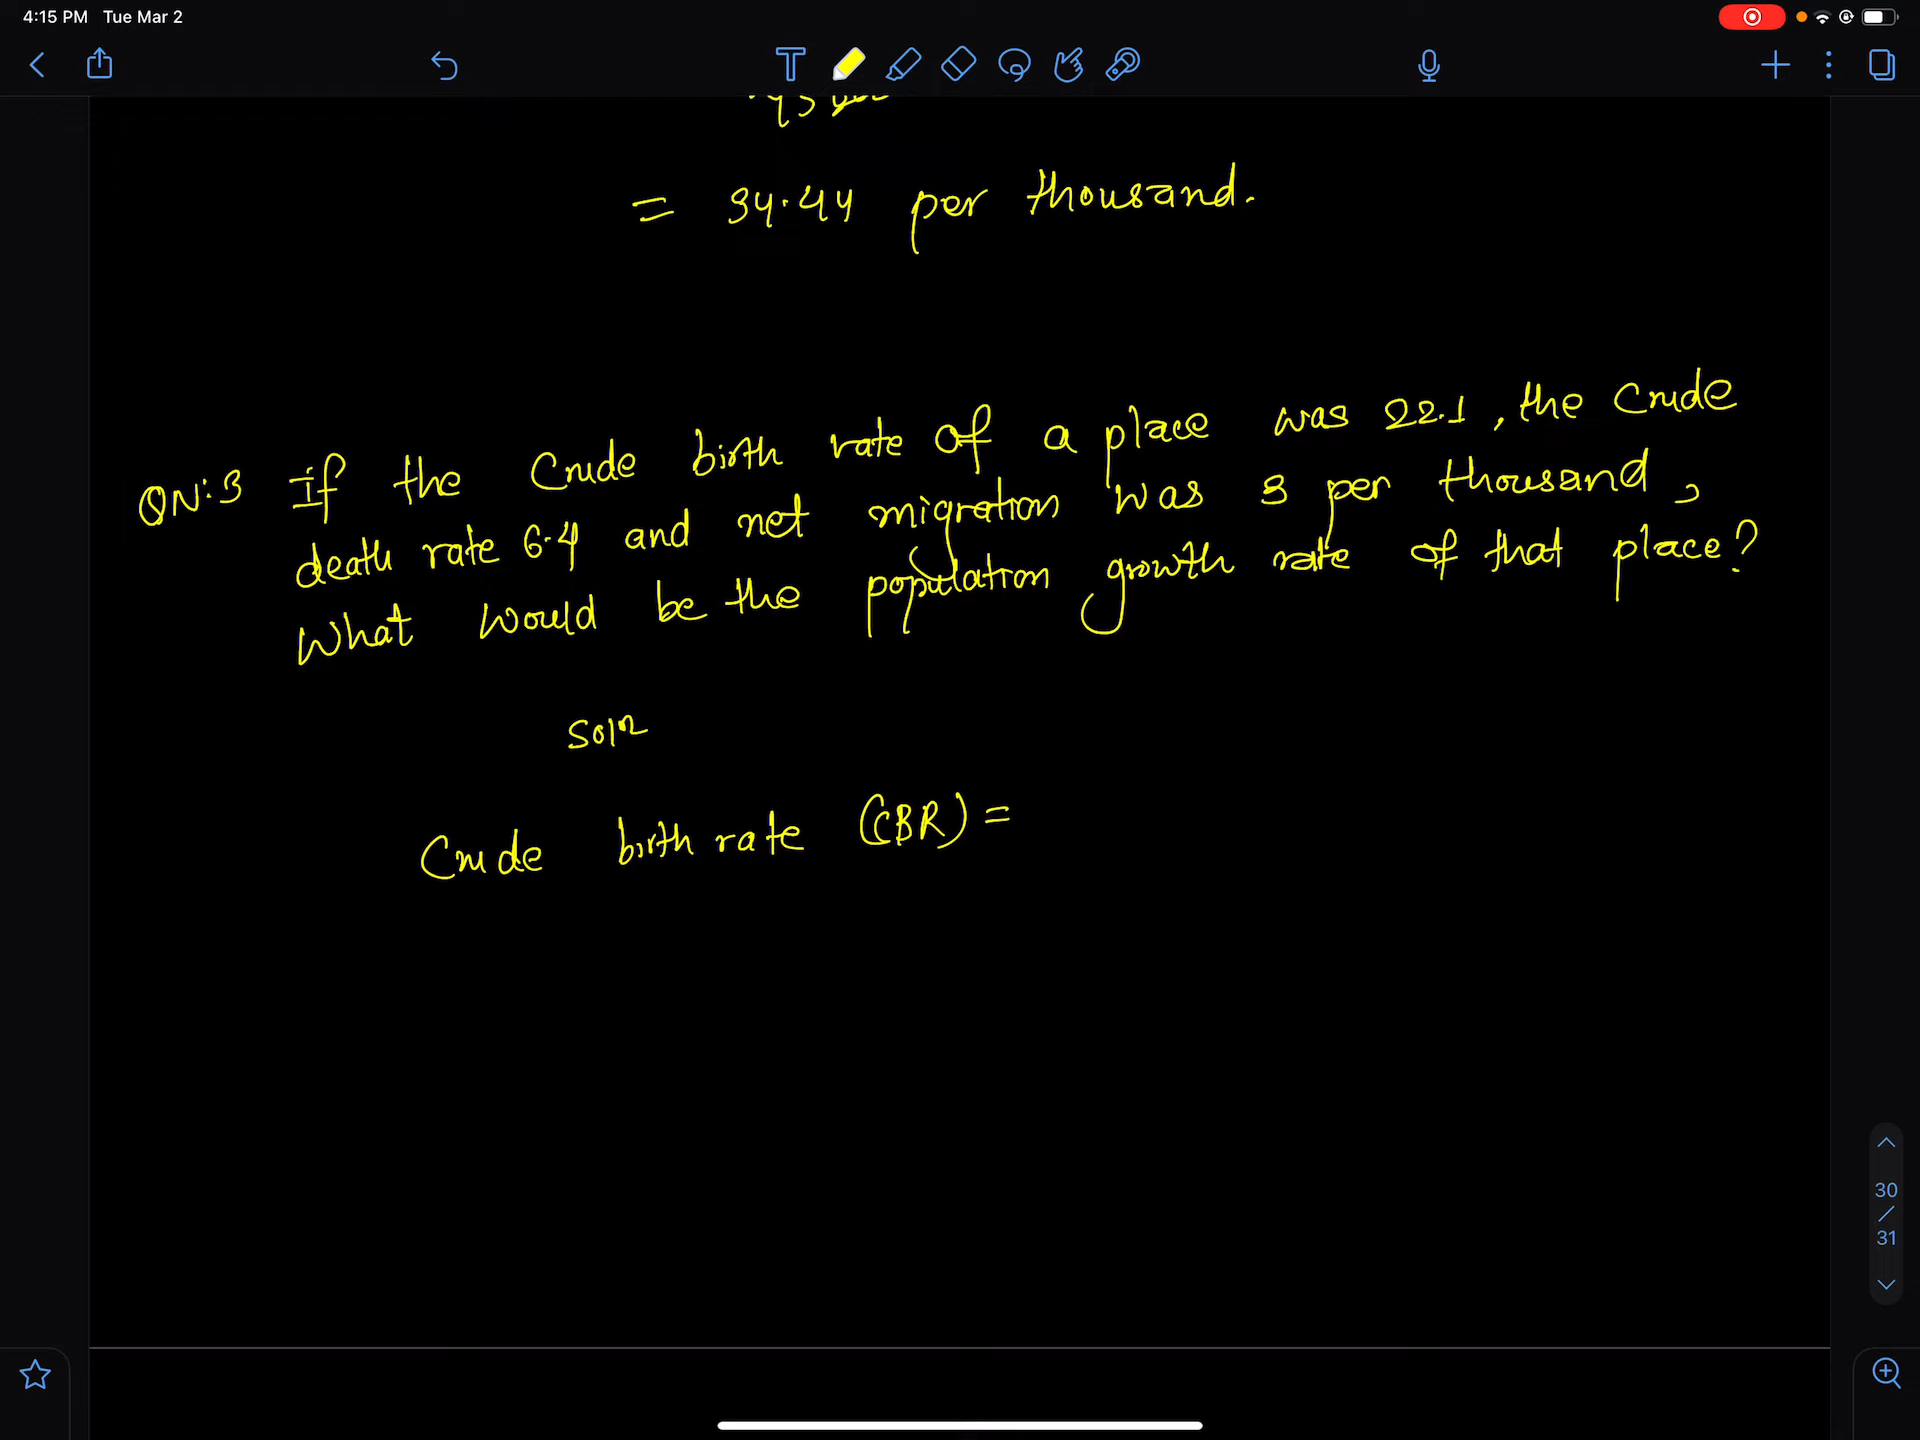 4:15 PM Tue Mar 2
= 34.44 per thousand.
QN:3 If the Crude birth rate of a place was 22.1, the Crude
death rate 6.4 and net migration was 3 per thousand,
What would be the population growth rate of that place?
Soln
Crude birth rate (CBR) =
30
/
31